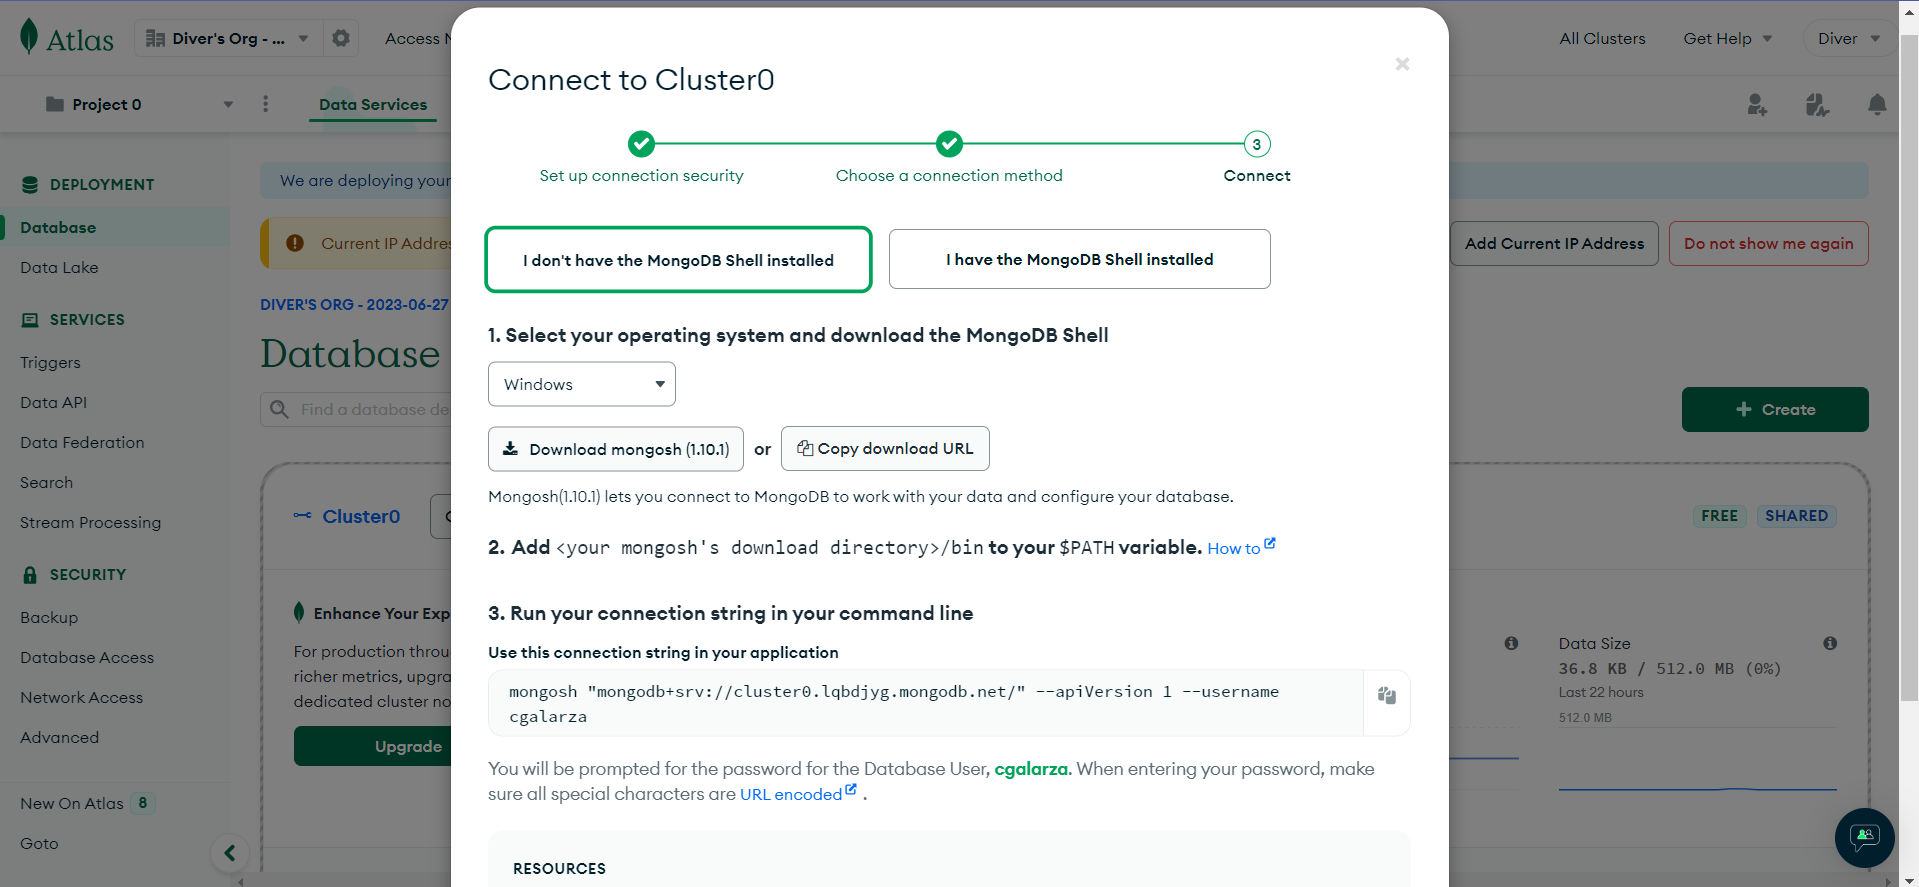 Atlas
Diver's Org - ...
Access
All Clusters
Get Help
Diver
Project 0
Data Services
DEPLOYMENT
Database
Data Lake
SERVICES
Triggers
Data API
Data Federation
Search
Stream Processing
SECURITY
Backup
Database Access
Network Access
Advanced
New On Atlas 8
Goto
We are deploying your
Current IP Addre
Add Current IP Address
Do not show me again
DIVER'S ORG - 2023-06-27
Database
Find a database de
+ Create
Cluster0
FREE
SHARED
Enhance Your Exp
For production throu
richer metrics, upgra
dedicated cluster no
Upgrade
Data Size
36.8 KB / 512.0 MB (0%)
Last 22 hours
512.0 MB
Connect to Cluster0
Set up connection security
Choose a connection method
3
Connect
I don't have the MongoDB Shell installed
I have the MongoDB Shell installed
1. Select your operating system and download the MongoDB Shell
Windows
Download mongosh (1.10.1)
or
Copy download URL
Mongosh(1.10.1) lets you connect to MongoDB to work with your data and configure your database.
2. Add <your mongosh's download directory>/bin to your $PATH variable. How to
3. Run your connection string in your command line
Use this connection string in your application
mongosh "mongodb+srv://cluster0.lqbdjyg.mongodb.net/" --apiVersion 1 --username
cgalarza
You will be prompted for the password for the Database User, cgalarza. When entering your password, make
sure all special characters are URL encoded .
RESOURCES